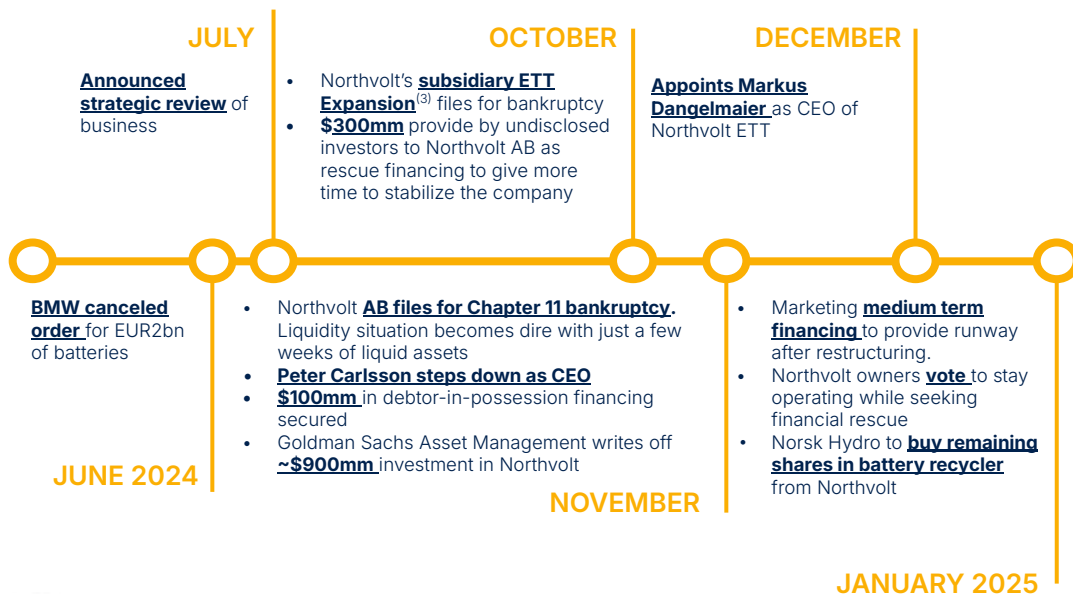 JULY
Announced
strategic review of
business
OCTOBER
• Northvolt’s subsidiary ETT
Expansion(3) files for bankruptcy
• $300mm provide by undisclosed
investors to Northvolt AB as
rescue financing to give more
time to stabilize the company
DECEMBER
Appoints Markus
Dangelmaier as CEO of
Northvolt ETT
BMW canceled
order for EUR2bn
of batteries
JUNE 2024
• Northvolt AB files for Chapter 11 bankruptcy.
Liquidity situation becomes dire with just a few
weeks of liquid assets
• Peter Carlsson steps down as CEO
• $100mm in debtor-in-possession financing
secured
• Goldman Sachs Asset Management writes off
~$900mm investment in Northvolt
NOVEMBER
• Marketing medium term
financing to provide runway
after restructuring.
• Northvolt owners vote to stay
operating while seeking
financial rescue
• Norsk Hydro to buy remaining
shares in battery recycler
from Northvolt
JANUARY 2025